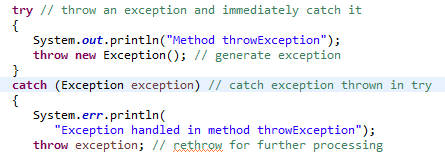 try // throw an exception and immediately catch it
{
   System.out.println("Method throwException");
   throw new Exception(); // generate exception
}
catch (Exception exception) // catch exception thrown in try
{
   System.err.println(
      "Exception handled in method throwException");
   throw exception; // rethrow for further processing